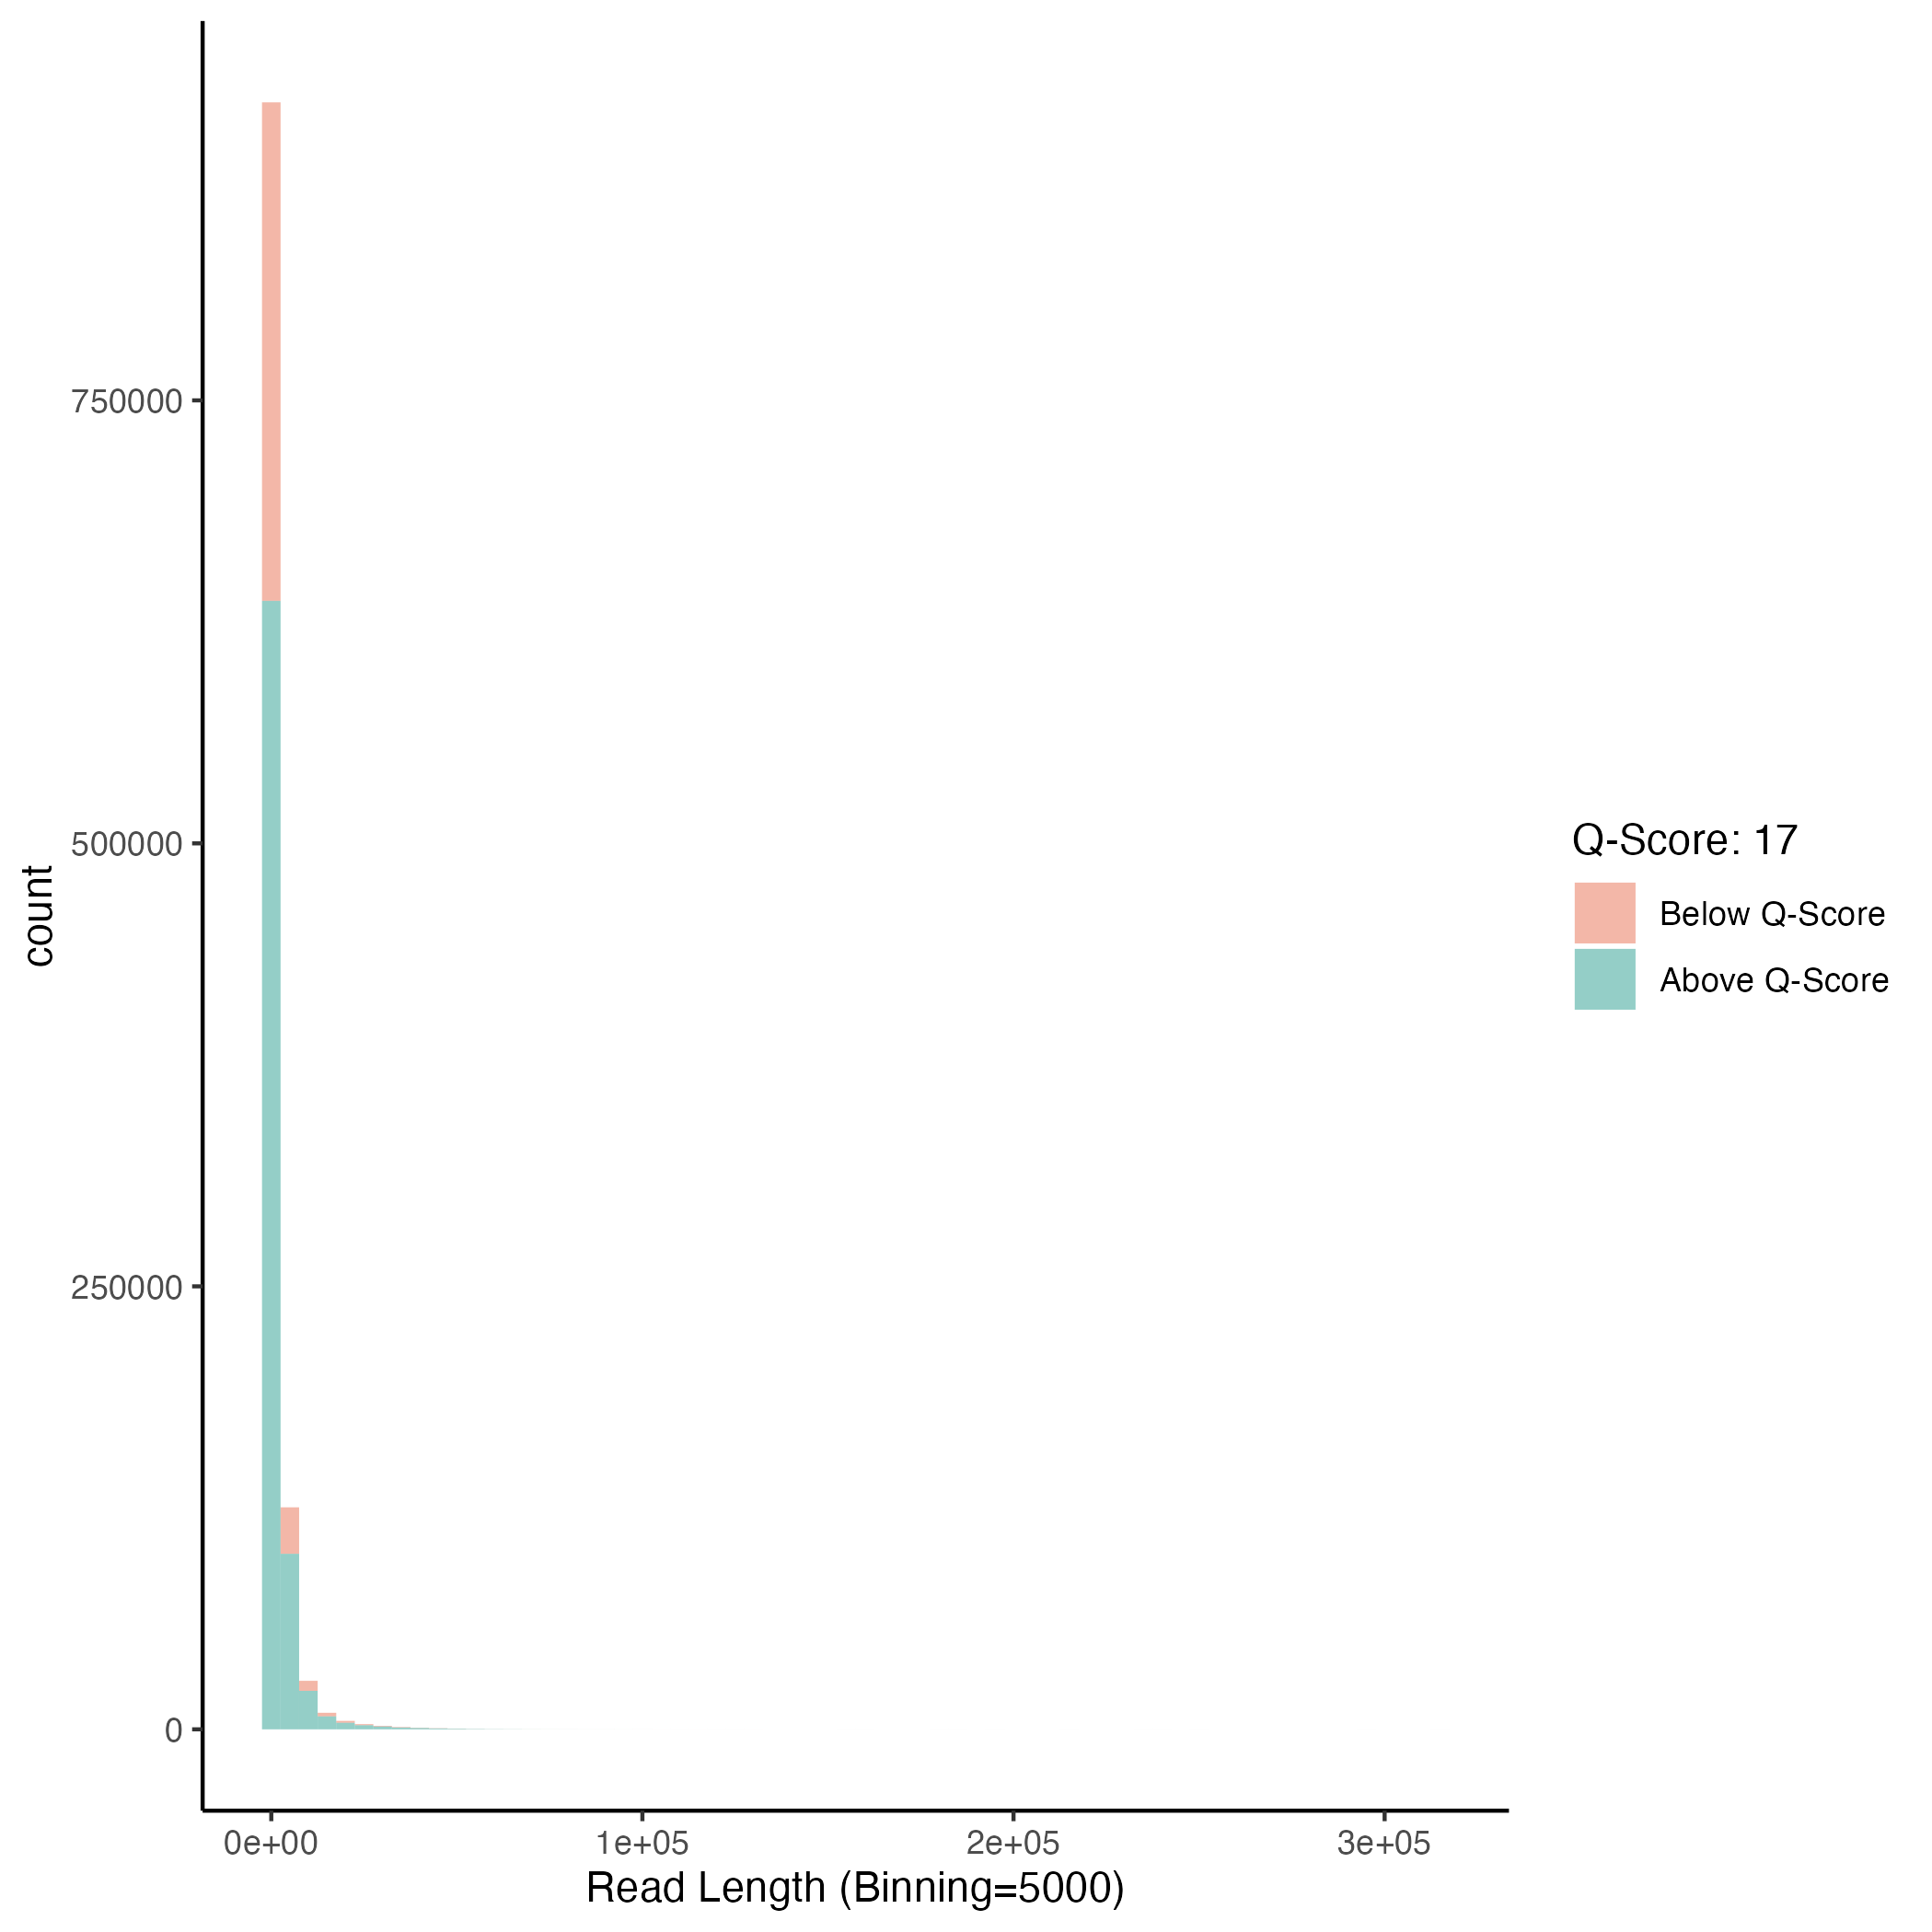 750000
500000
250000
0
count
0e+00 1e+05 2e+05 3e+05
Read Length (Binning=5000)
Q-Score: 17
Below Q-Score
Above Q-Score